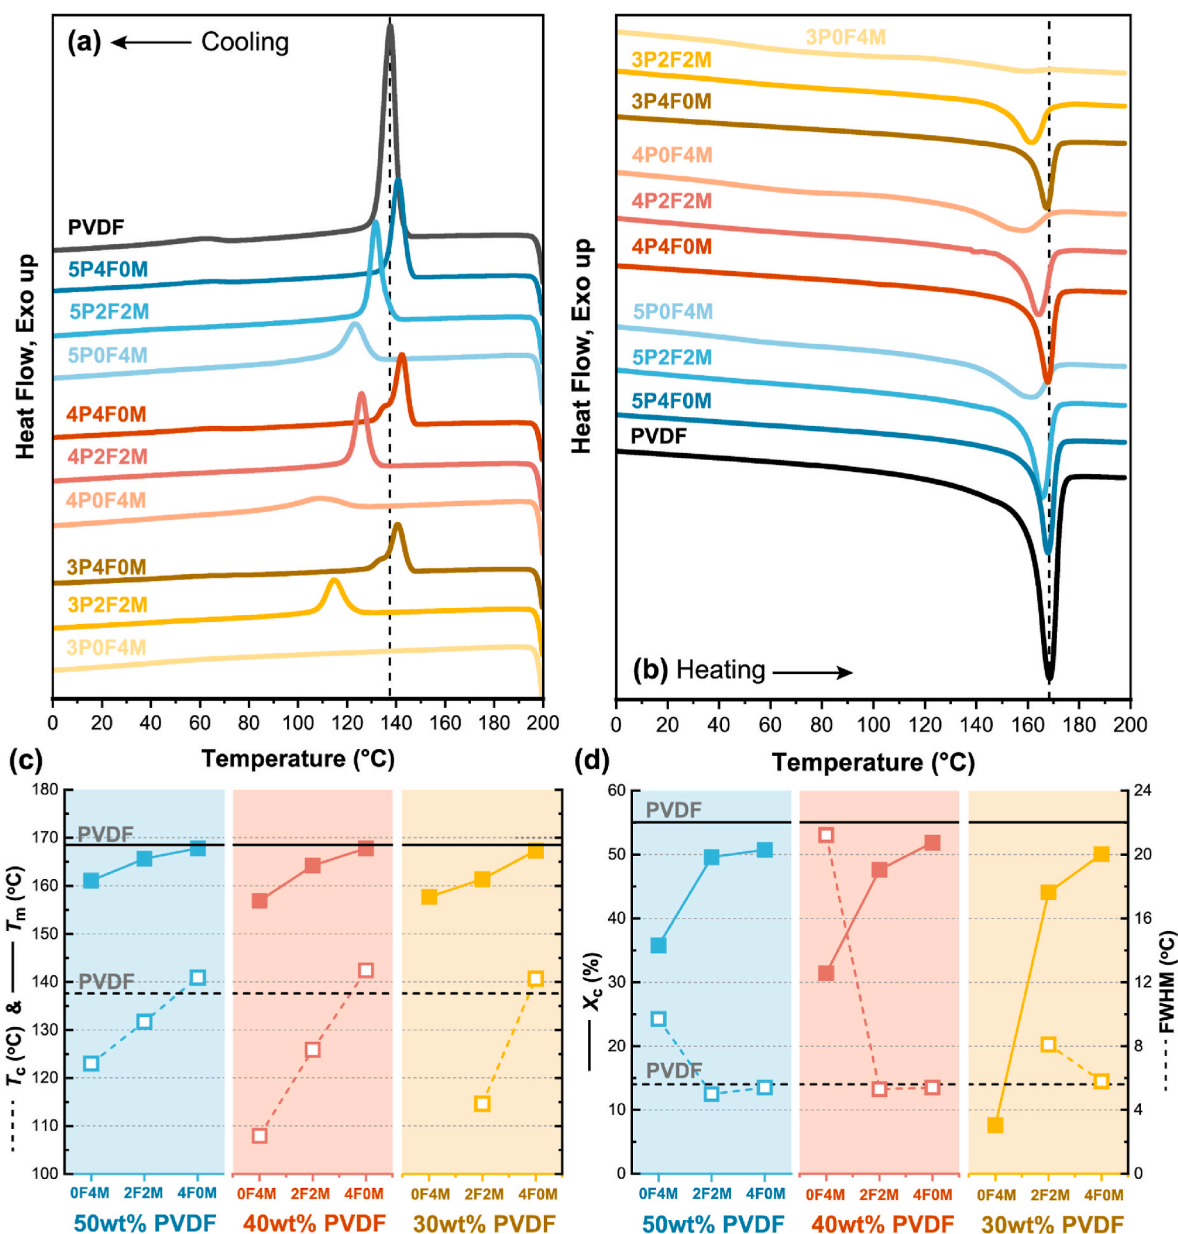 (a)
Cooling
PVDF
5P4F0M
5P2F2M
5P0F4M
4P4F0M
4P2F2M
4P0F4M
3P4F0M
3P2F2M
3P0F4M
Heat Flow, Exo up
0 20 40 60 80 100 120 140 160 180 200
Temperature (°C)
3P0F4M
3P2F2M
3P4F0M
4P0F4M
4P2F2M
4P4F0M
5P0F4M
5P2F2M
5P4F0M
PVDF
(b) Heating
Heat Flow, Exo up
0 20 40 60 80 100 120 140 160 180 200
Temperature (°C)
(c)
180
170
160
150
140
130
120
110
100
Tc (°C) & Tm (°C)
PVDF
PVDF
0F4M 2F2M 4F0M 0F4M 2F2M 4F0M 0F4M 2F2M 4F0M
50wt% PVDF 40wt% PVDF 30wt% PVDF
(d)
60
50
40
30
20
10
0
Xc (%)
PVDF
PVDF
24
20
16
12
8
4
0
FWHM (°C)
0F4M 2F2M 4F0M 0F4M 2F2M 4F0M 0F4M 2F2M 4F0M
50wt% PVDF 40wt% PVDF 30wt% PVDF